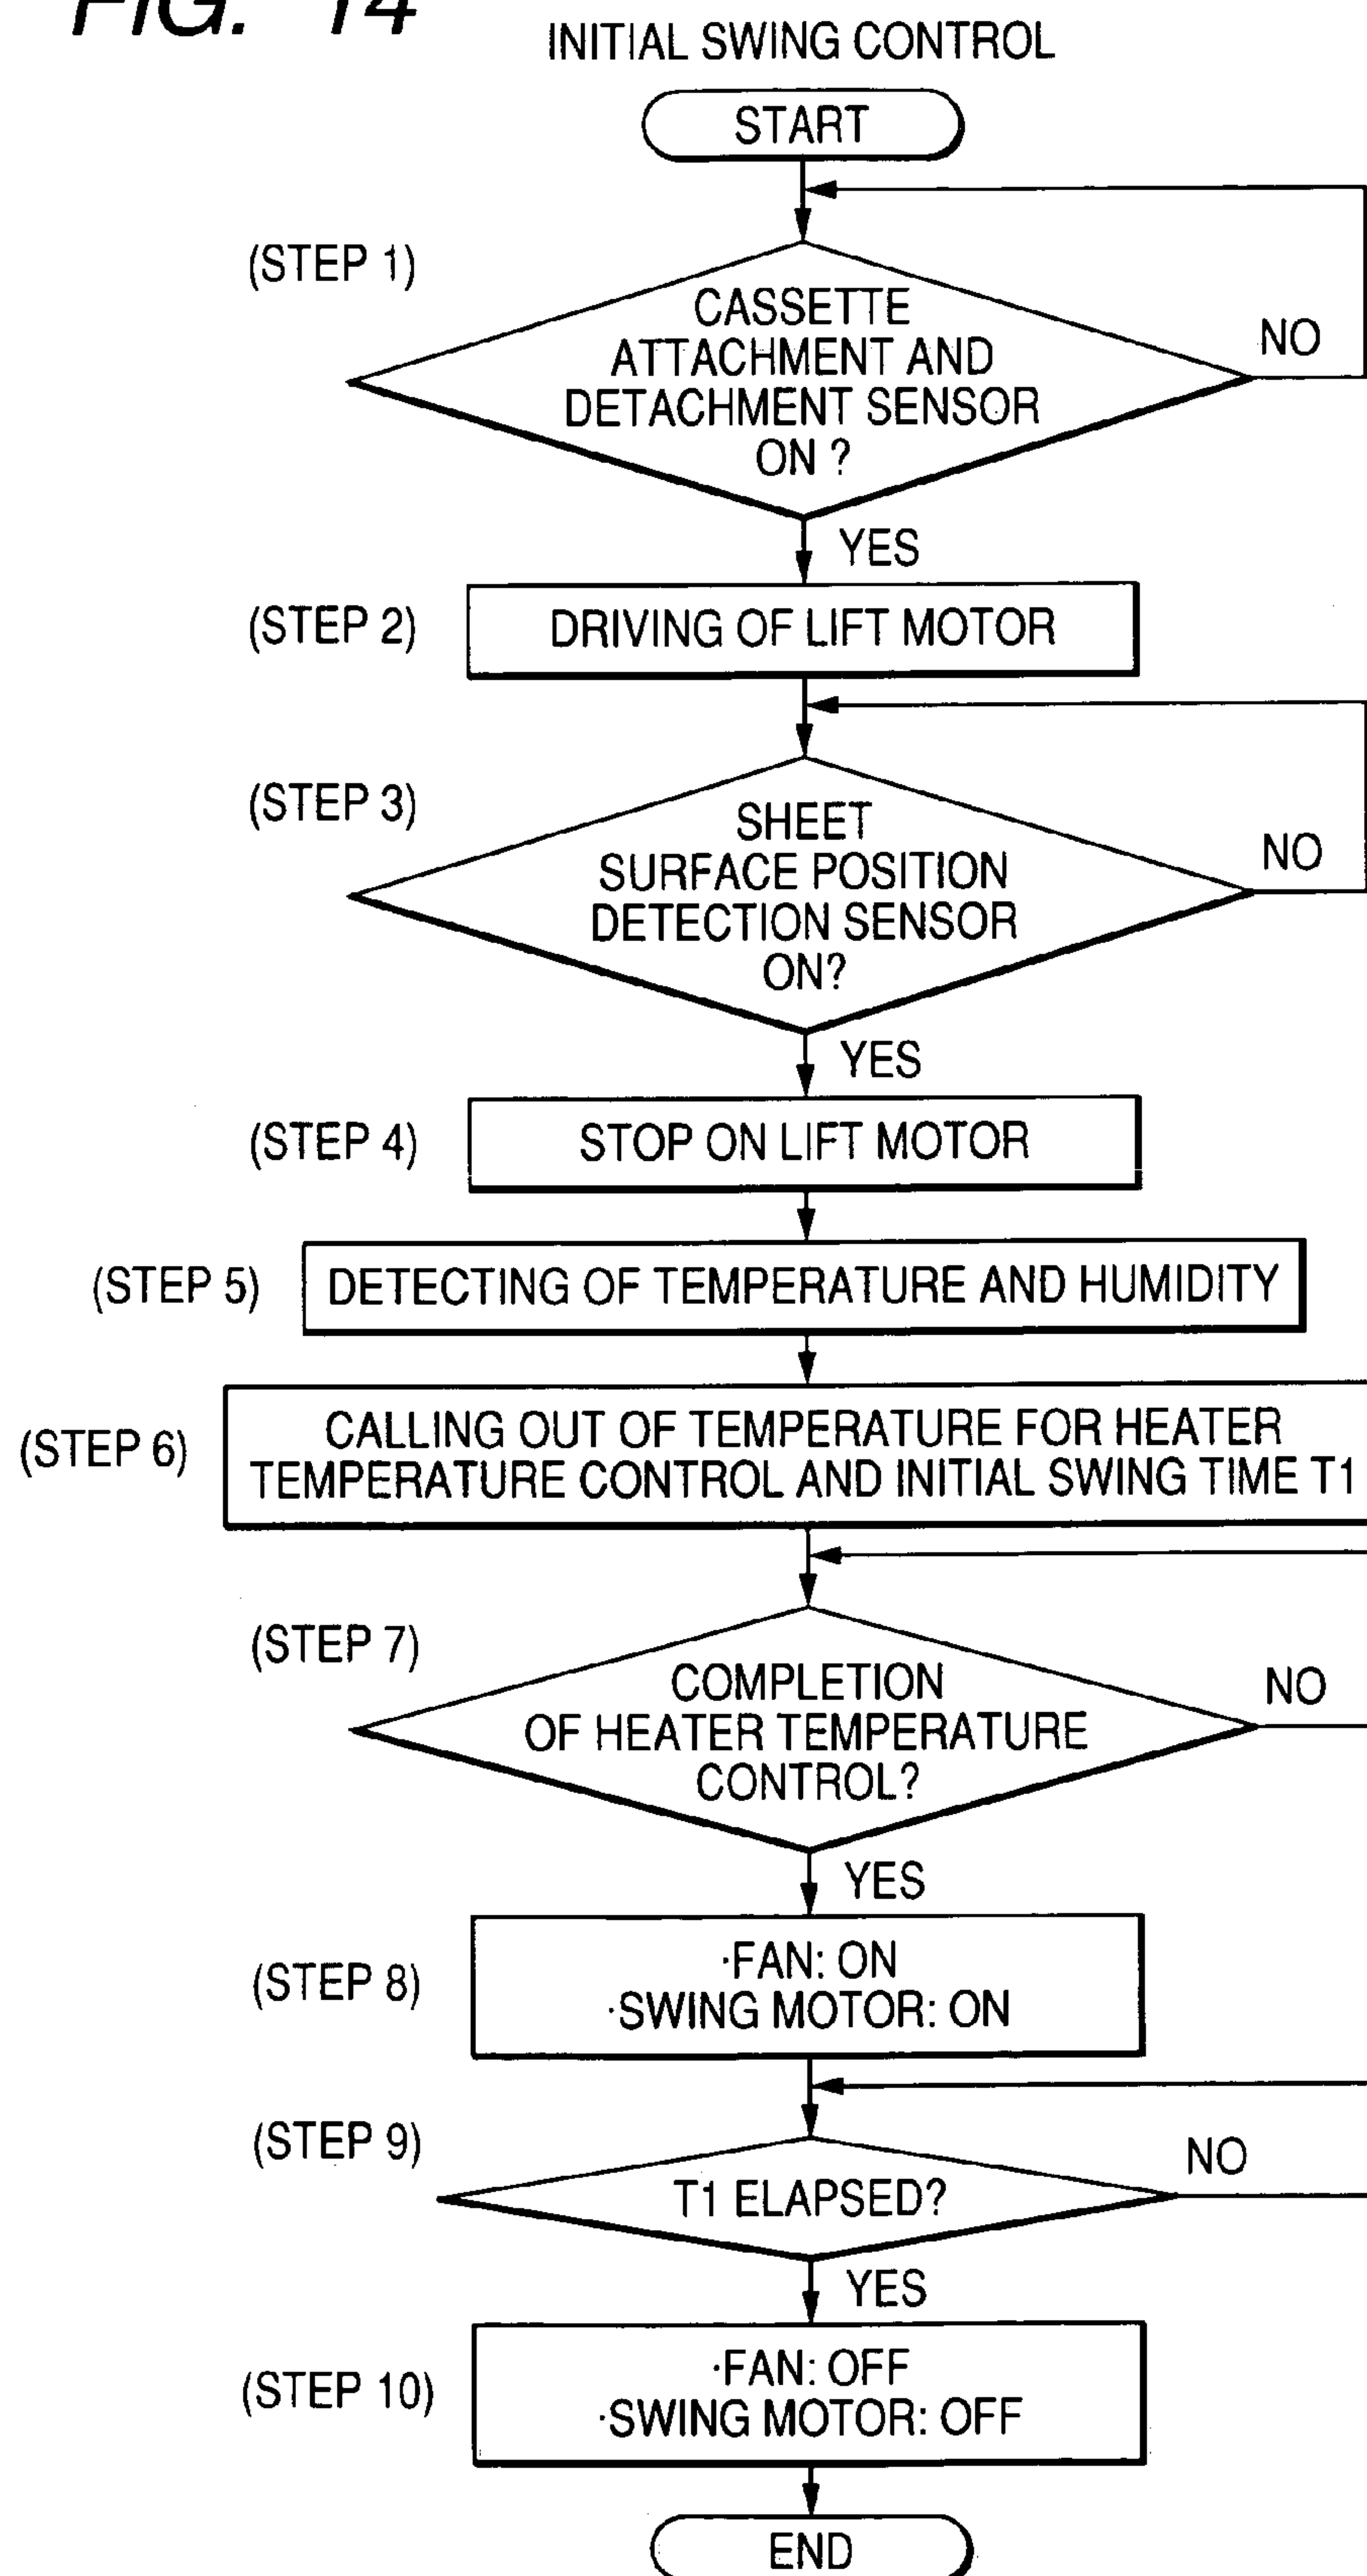 FIG. 14
INITIAL SWING CONTROL
START
(STEP 1)
CASSETTE
ATTACHMENT AND
DETACHMENT SENSOR
ON ?
NO
YES
(STEP 2)
DRIVING OF LIFT MOTOR
(STEP 3)
SHEET
SURFACE POSITION
DETECTION SENSOR
ON?
NO
YES
(STEP 4)
STOP ON LIFT MOTOR
(STEP 5)
DETECTING OF TEMPERATURE AND HUMIDITY
(STEP 6)
CALLING OUT OF TEMPERATURE FOR HEATER
TEMPERATURE CONTROL AND INITIAL SWING TIME T1
(STEP 7)
COMPLETION
OF HEATER TEMPERATURE
CONTROL?
NO
YES
(STEP 8)
·FAN: ON
·SWING MOTOR: ON
(STEP 9)
T1 ELAPSED?
NO
YES
(STEP 10)
·FAN: OFF
·SWING MOTOR: OFF
END